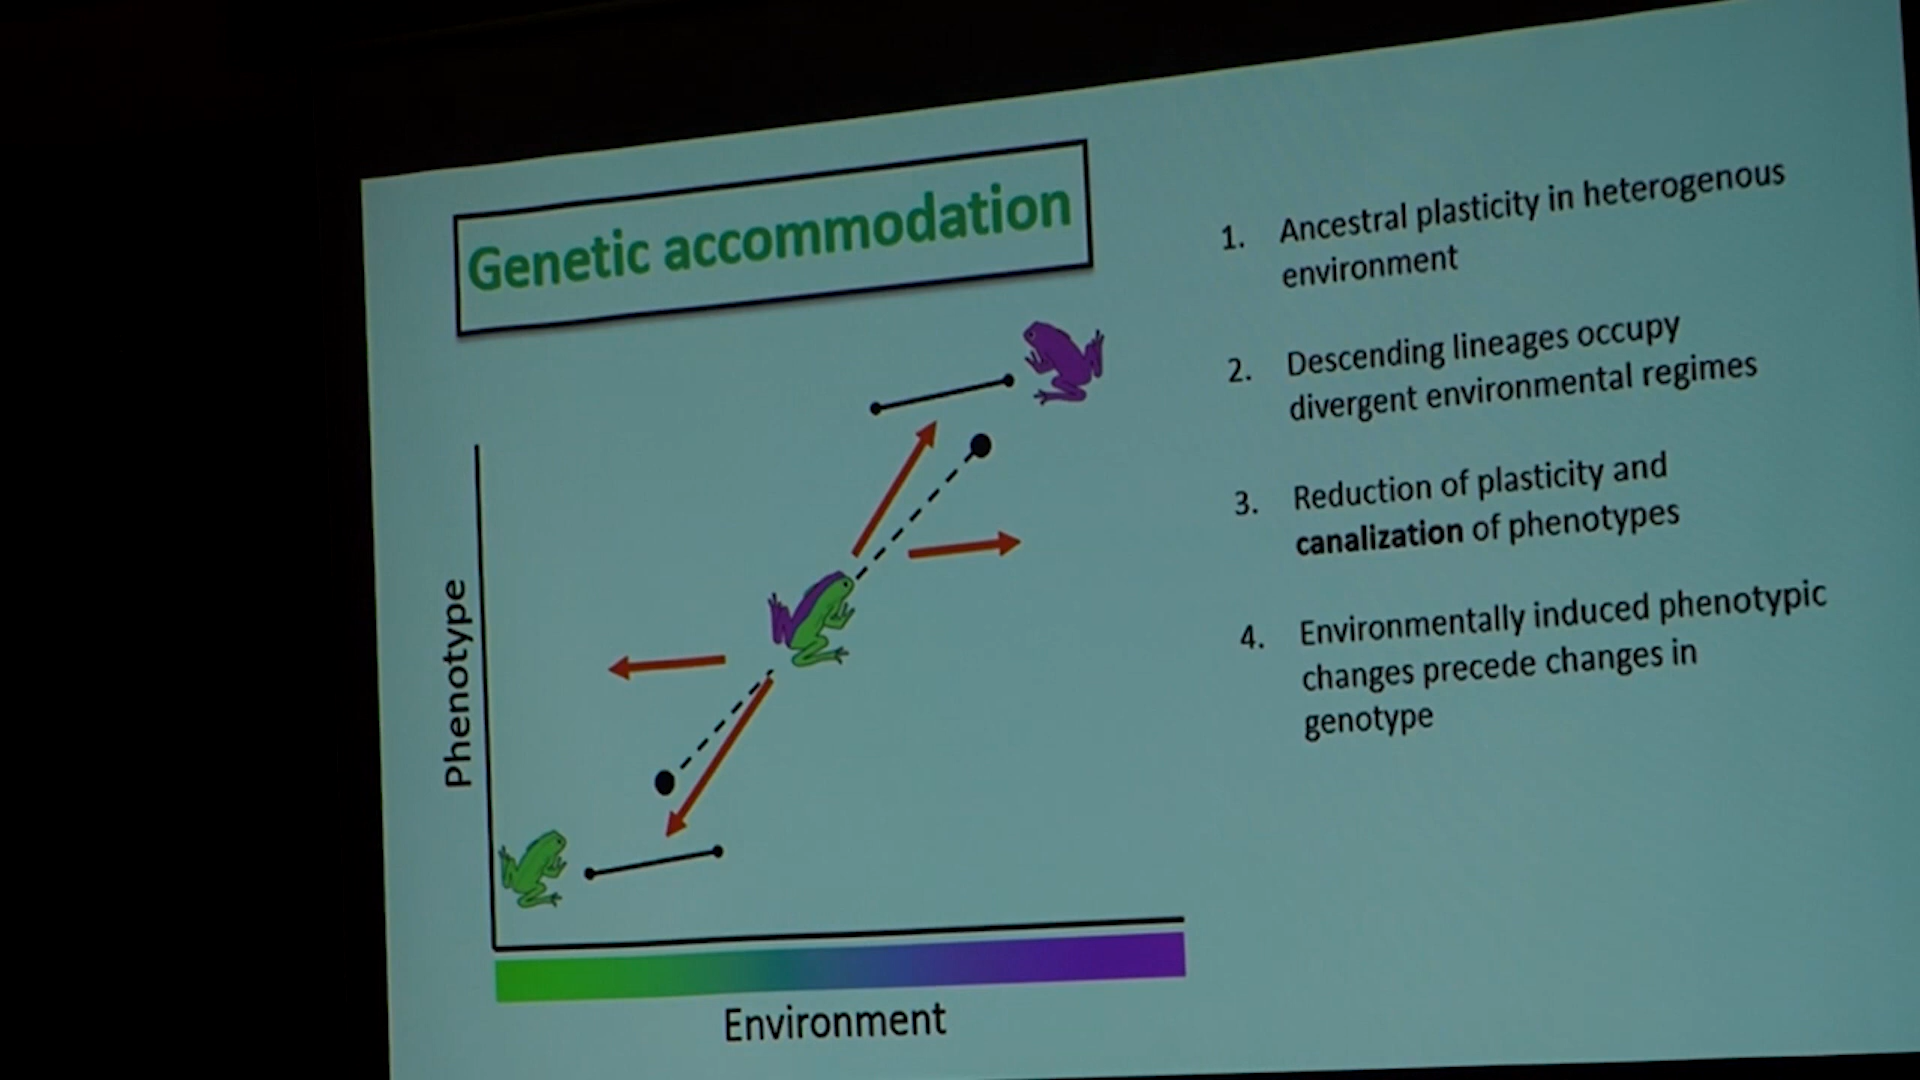 Genetic accommodation
1. Ancestral plasticity in heterogenous
environment
2. Descending lineages occupy
divergent environmental regimes
3. Reduction of plasticity and
canalization of phenotypes
4. Environmentally induced phenotypic
changes precede changes in
genotype
Phenotype
Environment